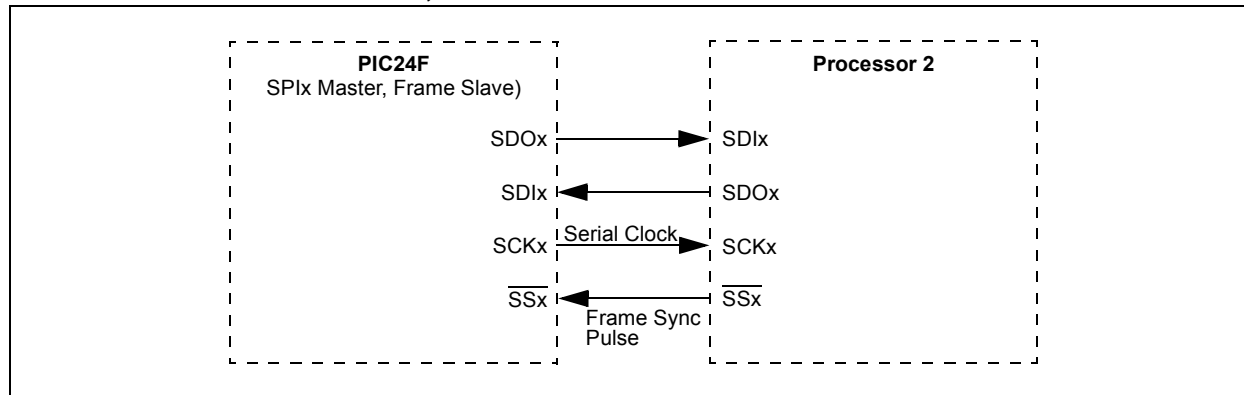 PIC24F
SPIx Master, Frame Slave)
Processor 2
SDOx
SDIx
SDIx
SDOx
SCKx
Serial Clock
SCKx
SSx
SSx
Frame Sync
Pulse